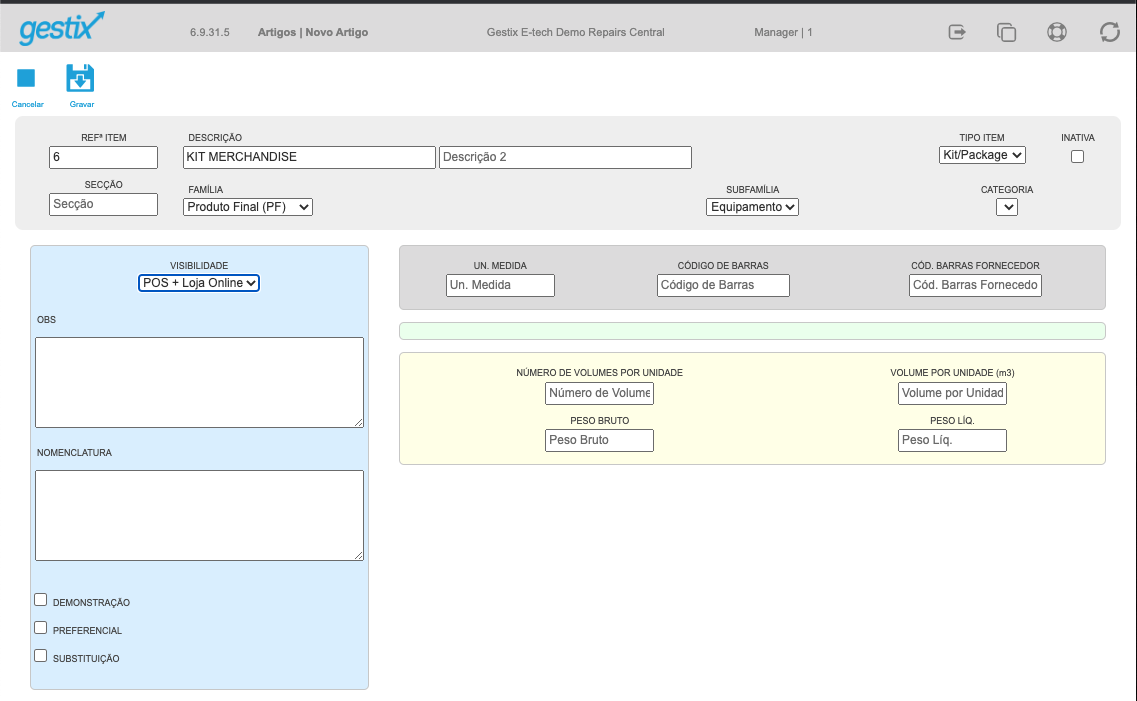 gestix
6.9.31.5
Artigos | Novo Artigo
Gestix E-tech Demo Repairs Central
Manager | 1
Cancelar
Gravar
REFª ITEM
DESCRIÇÃO
TIPO ITEM
INATIVA
6
KIT MERCHANDISE
Descrição 2
Kit/Package
SECÇÃO
FAMÍLIA
SUBFAMÍLIA
CATEGORIA
Secção
Produto Final (PF)
Equipamento
VISIBILIDADE
POS + Loja Online
OBS
NOMENCLATURA
DEMONSTRAÇÃO
PREFERENCIAL
SUBSTITUIÇÃO
UN. MEDIDA
CÓDIGO DE BARRAS
CÓD. BARRAS FORNECEDOR
Un. Medida
Código de Barras
Cód. Barras Fornecedo
NÚMERO DE VOLUMES POR UNIDADE
VOLUME POR UNIDADE (m3)
Número de Volume
Volume por Unidad
PESO BRUTO
PESO LÍQ.
Peso Bruto
Peso Líq.